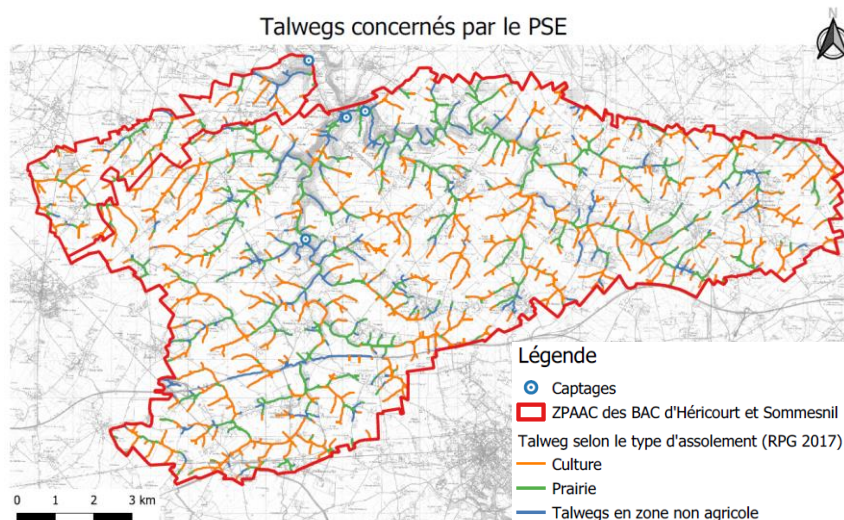 Talwegs concernés par le PSE
N
Légende
Captages
ZPAAC des BAC d'Héricourt et Sommesnil
Talweg selon le type d'assolement (RPG 2017)
Culture
Prairie
Talwegs en zone non agricole
0 1 2 3 km